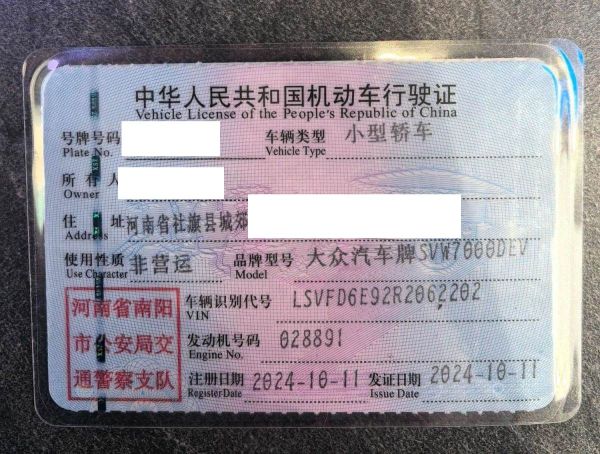 中华人民共和国机动车行驶证
Vehicle License of the People's Republic of China
号牌号码 Plate No. 车辆类型 Vehicle Type 小型轿车
所有人 Owner
住址 Address 河南省社旗县城郊
使用性质 Use Character 非营运 品牌型号 Model 大众汽车牌SVW7000DEV
车辆识别代号 VIN LSVFD6E92R2062202
发动机号码 Engine No. 028891
注册日期 Register Date 2024-10-11 发证日期 Issue Date 2024-10-11
河南省南阳
市公安局交
通警察支队